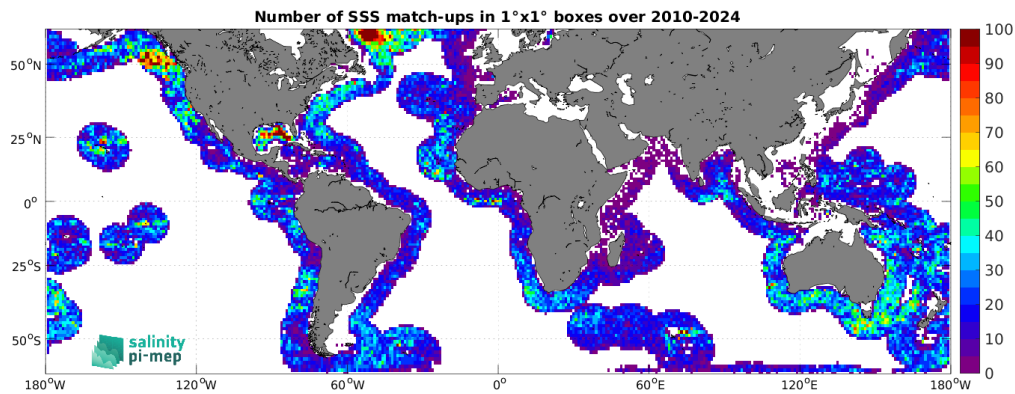 Number of SSS match-ups in 1°x1° boxes over 2010-2024
50°N
25°N
0°
25°S
50°S
180°W
120°W
60°W
0°
60°E
120°E
180°W
100
90
80
70
60
50
40
30
20
10
0
salinity
pi-mep